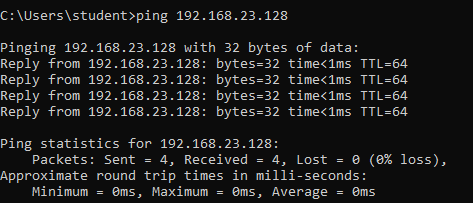 C:\Users\student>ping 192.168.23.128
Pinging 192.168.23.128 with 32 bytes of data:
Reply from 192.168.23.128: bytes=32 time<1ms TTL=64
Reply from 192.168.23.128: bytes=32 time<1ms TTL=64
Reply from 192.168.23.128: bytes=32 time<1ms TTL=64
Reply from 192.168.23.128: bytes=32 time<1ms TTL=64
Ping statistics for 192.168.23.128:
Packets: Sent = 4, Received = 4, Lost = 0 (0% loss),
Approximate round trip times in milli-seconds:
Minimum = 0ms, Maximum = 0ms, Average = 0ms